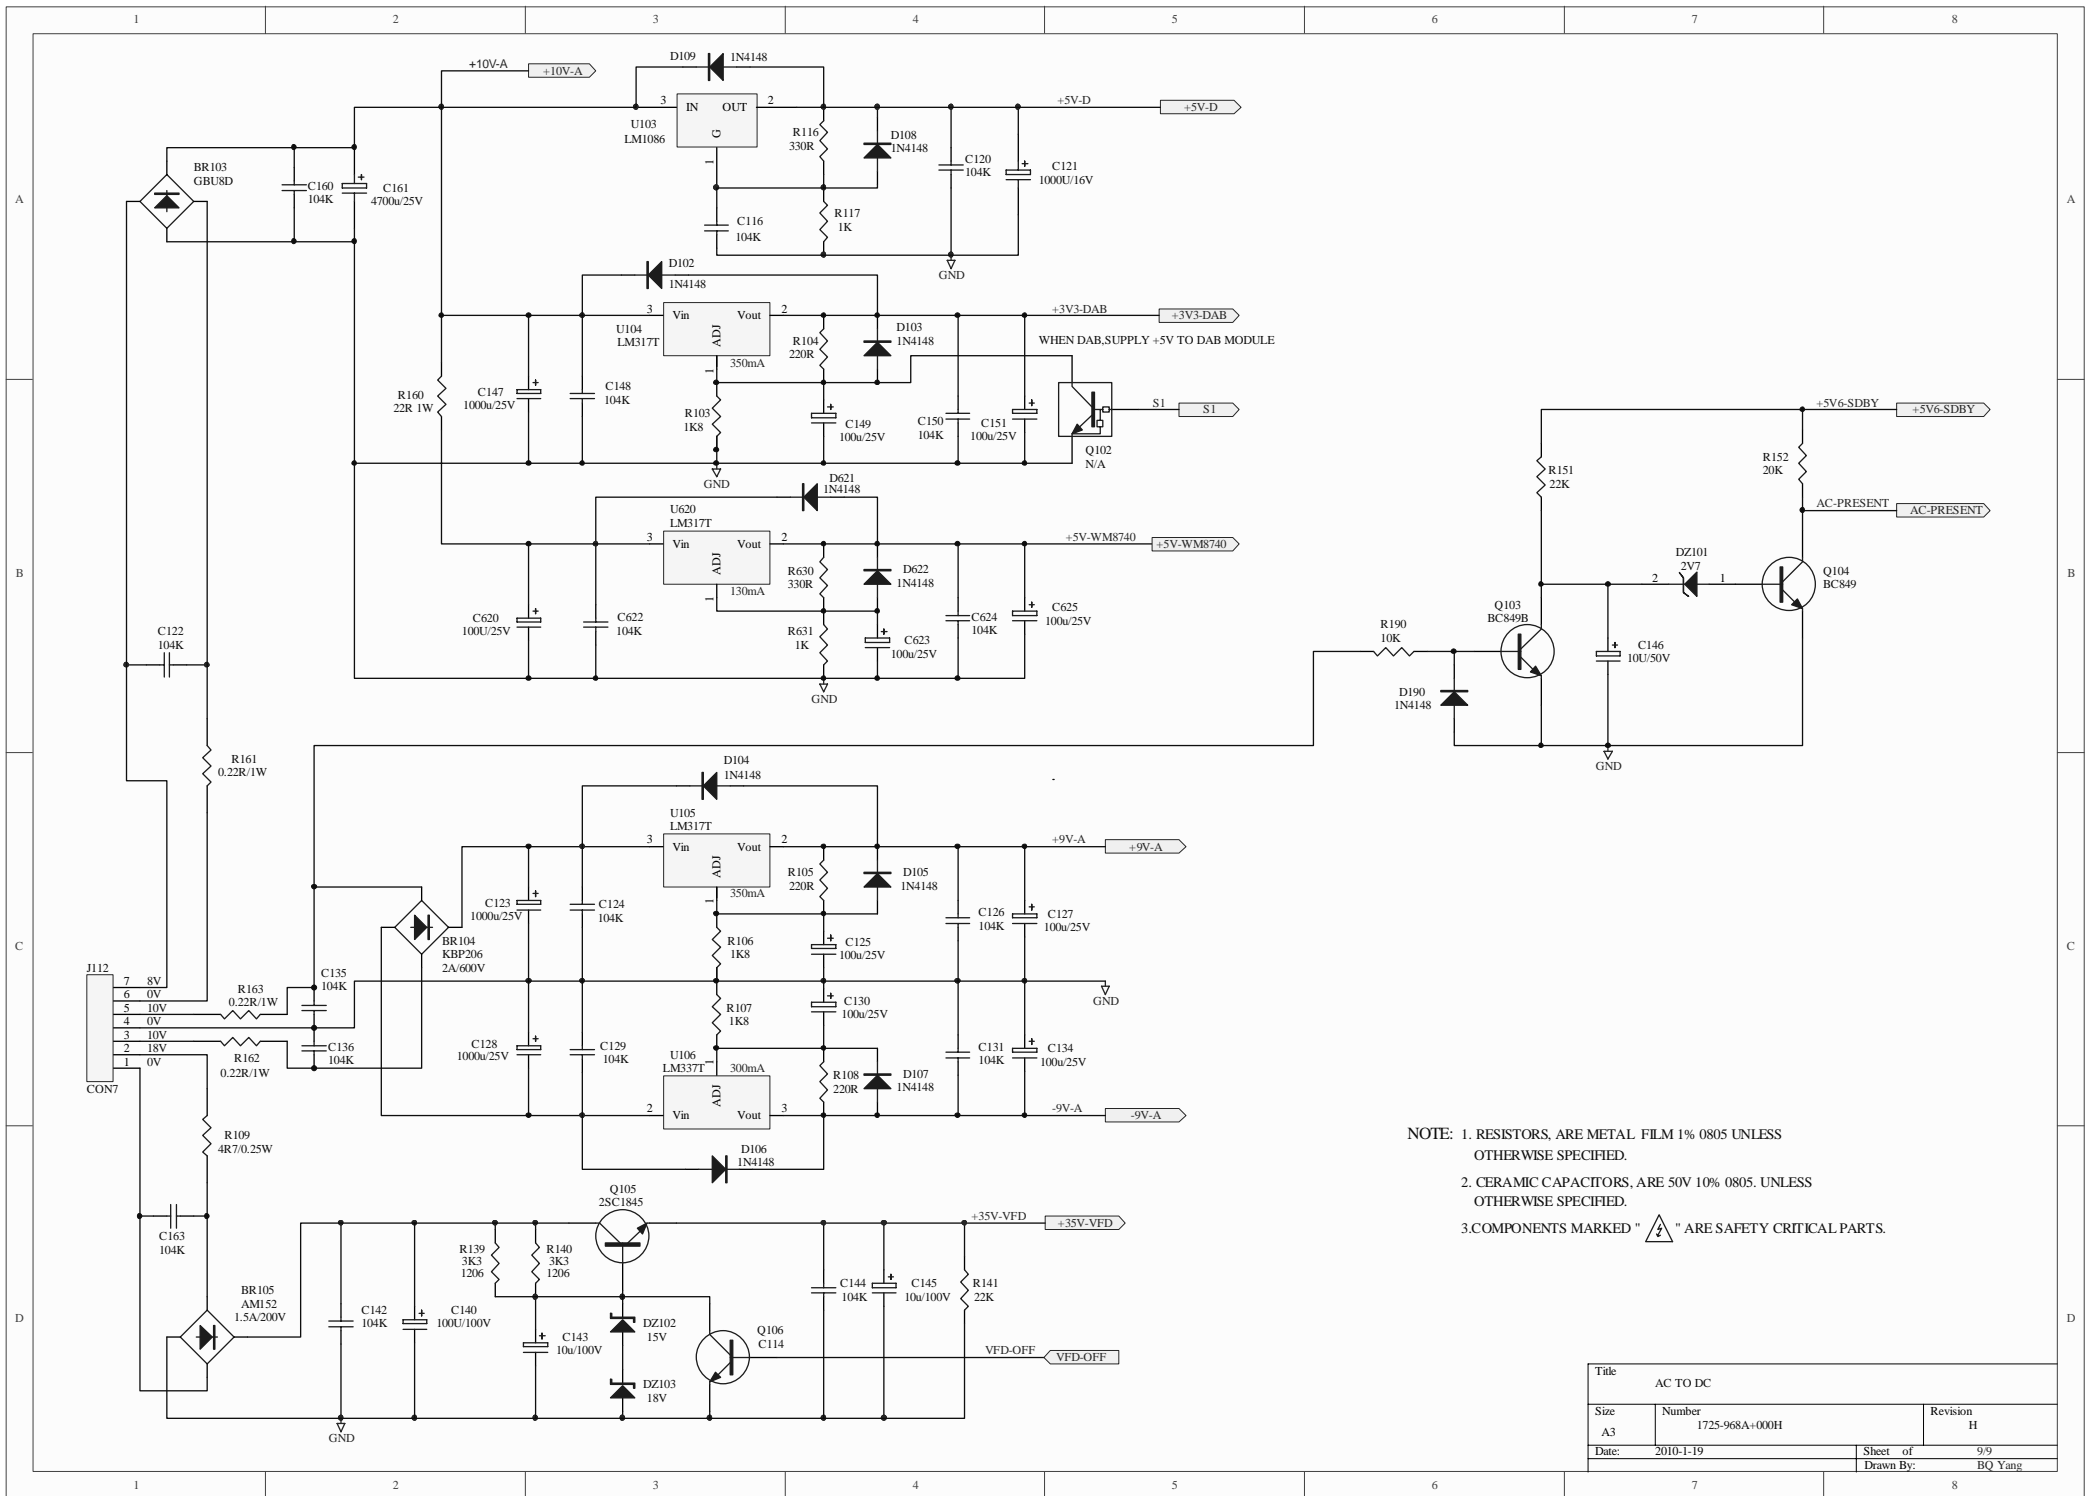 1 2 3 4 5 6 7 8
A
B
C
D
A
B
C
D
+10V-A
+10V-A
D109
1N4148
3
IN
OUT
G
2
1
U103
LM1086
+5V-D
+5V-D
R116
330R
D108
1N4148
C120
104K
C121
1000U/16V
BR103
GBU8D
C160
104K
C161
4700u/25V
C116
104K
R117
1K
GND
D102
1N4148
3
Vin
Vout
ADJ
2
1
350mA
U104
LM317T
R104
220R
D103
1N4148
+3V3-DAB
+3V3-DAB
WHEN DAB,SUPPLY +5V TO DAB MODULE
R160
22R 1W
C147
1000u/25V
C148
104K
R103
1K8
C149
100u/25V
C150
104K
C151
100u/25V
S1
S1
Q102
N/A
GND
D621
1N4148
U620
LM317T
3
Vin
Vout
ADJ
2
1
130mA
+5V-WM8740
+5V-WM8740
R630
330R
D622
1N4148
C620
100U/25V
C622
104K
R631
1K
C623
100u/25V
C624
104K
C625
100u/25V
GND
C122
104K
R161
0.22R/1W
+5V6-SDBY
+5V6-SDBY
R151
22K
R152
20K
AC-PRESENT
AC-PRESENT
DZ101
2V7
2
1
Q104
BC849
Q103
BC849B
R190
10K
C146
10U/50V
D190
1N4148
GND
D104
1N4148
U105
LM317T
3
Vin
Vout
ADJ
2
1
350mA
+9V-A
+9V-A
R105
220R
D105
1N4148
C123
1000u/25V
C124
104K
BR104
KBP206
2A/600V
R106
1K8
C125
100u/25V
C126
104K
C127
100u/25V
GND
J112
7 8V
6 0V
5 10V
4 0V
3 10V
2 18V
1 0V
CON7
R163
0.22R/1W
C135
104K
C136
104K
R162
0.22R/1W
R107
1K8
C130
100u/25V
C128
1000u/25V
C129
104K
U106
LM337T
1
300mA
ADJ
2
Vin
Vout
3
R108
220R
D107
1N4148
C131
104K
C134
100u/25V
-9V-A
-9V-A
D106
1N4148
R109
4R7/0.25W
C163
104K
BR105
AM152
1.5A/200V
Q105
2SC1845
+35V-VFD
+35V-VFD
R139
3K3
1206
R140
3K3
1206
C142
104K
C140
100U/100V
C143
10u/100V
DZ102
15V
DZ103
18V
Q106
C114
C144
104K
C145
10u/100V
R141
22K
VFD-OFF
VFD-OFF
GND
NOTE: 1. RESISTORS, ARE METAL FILM 1% 0805 UNLESS
OTHERWISE SPECIFIED.
2. CERAMIC CAPACITORS, ARE 50V 10% 0805. UNLESS
OTHERWISE SPECIFIED.
3.COMPONENTS MARKED " " ARE SAFETY CRITICAL PARTS.
Title
AC TO DC
Size
A3
Number
1725-968A+000H
Revision
H
Date: 2010-1-19
Sheet of 9/9
Drawn By: BQ Yang
1 2 3 4 5 6 7 8